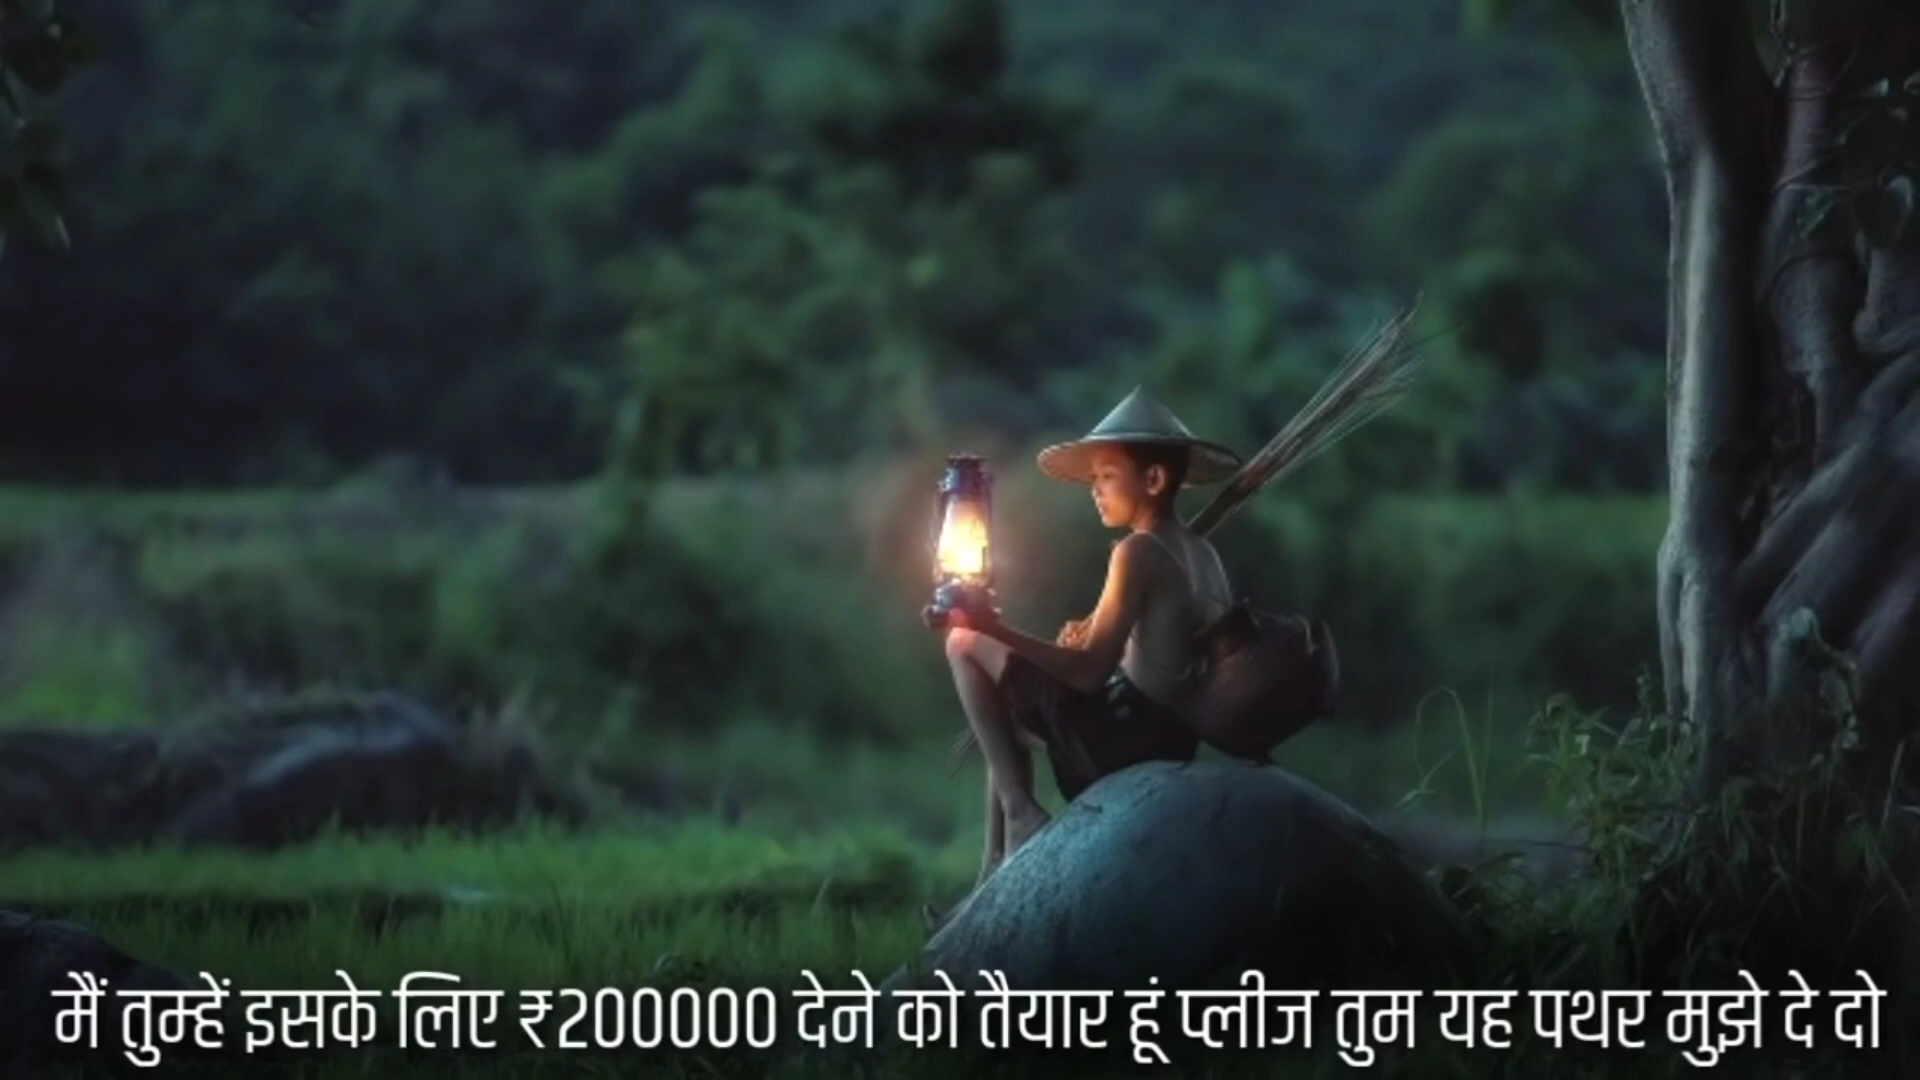 मैं तुम्हें इसके लिए ₹200000 देने को तैयार हूं प्लीज तुम यह पथर मुझे दे दो